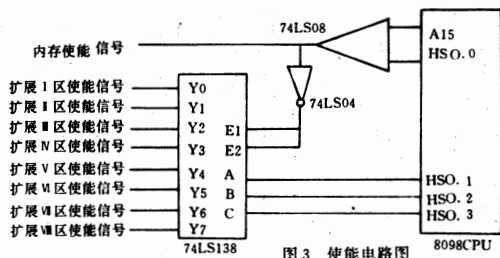 74LS08
A15
HSO.0
内存使能信号
74LS04
扩展Ⅰ区使能信号
扩展Ⅱ区使能信号
扩展Ⅲ区使能信号
扩展Ⅳ区使能信号
扩展Ⅴ区使能信号
扩展Ⅵ区使能信号
扩展Ⅶ区使能信号
扩展Ⅷ区使能信号
Y0
Y1
Y2
Y3
Y4
Y5
Y6
Y7
E1
E2
A
B
C
HSO.1
HSO.2
HSO.3
74LS138
8098CPU
图3 使能电路图